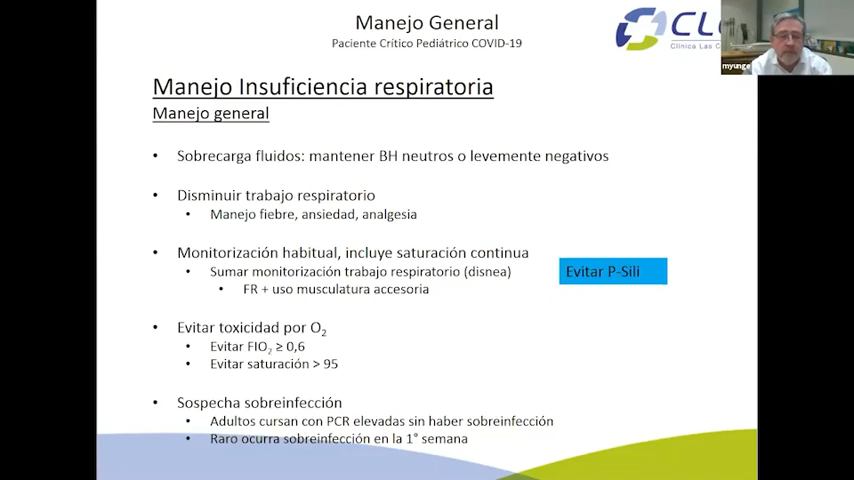 Manejo General
Paciente Crítico Pediátrico COVID-19
Clínica Las
myunge
Manejo Insuficiencia respiratoria
Manejo general
• Sobrecarga fluidos: mantener BH neutros o levemente negativos
• Disminuir trabajo respiratorio
• Manejo fiebre, ansiedad, analgesia
• Monitorización habitual, incluye saturación continua
• Sumar monitorización trabajo respiratorio (disnea)
• FR + uso musculatura accesoria
Evitar P-Sili
• Evitar toxicidad por O₂
• Evitar FIO₂ ≥ 0,6
• Evitar saturación > 95
• Sospecha sobreinfección
• Adultos cursan con PCR elevadas sin haber sobreinfección
• Raro ocurra sobreinfección en la 1° semana